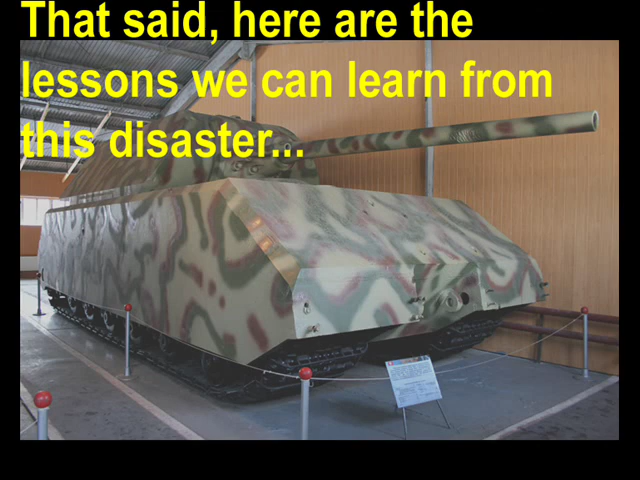 That said, here are the
lessons we can learn from
this disaster...